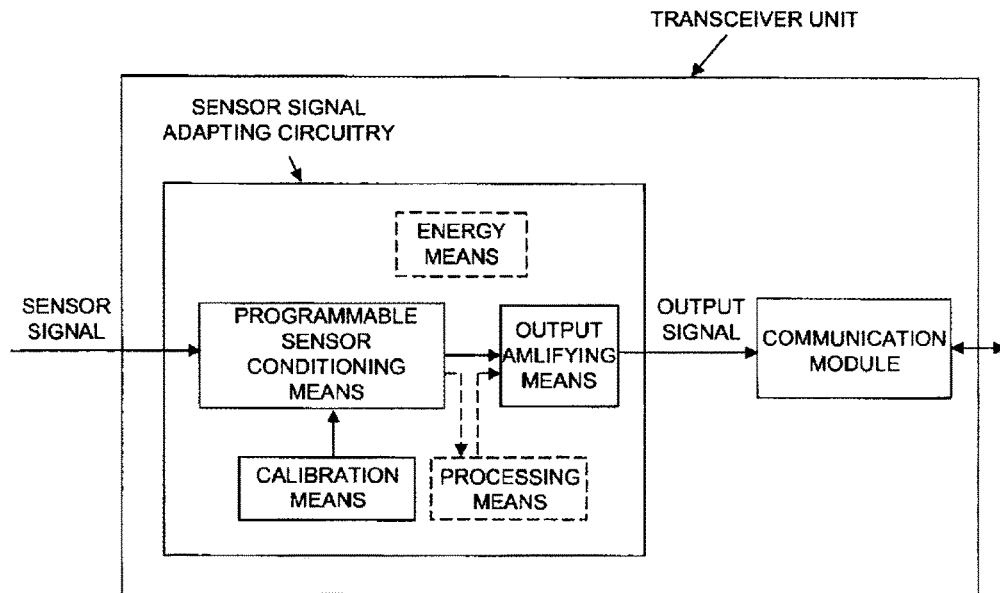 TRANSCEIVER UNIT
SENSOR SIGNAL
ADAPTING CIRCUITRY
ENERGY
MEANS
SENSOR
SIGNAL
PROGRAMMABLE
SENSOR
CONDITIONING
MEANS
OUTPUT
AMLIFYING
MEANS
OUTPUT
SIGNAL
COMMUNICATION
MODULE
CALIBRATION
MEANS
PROCESSING
MEANS